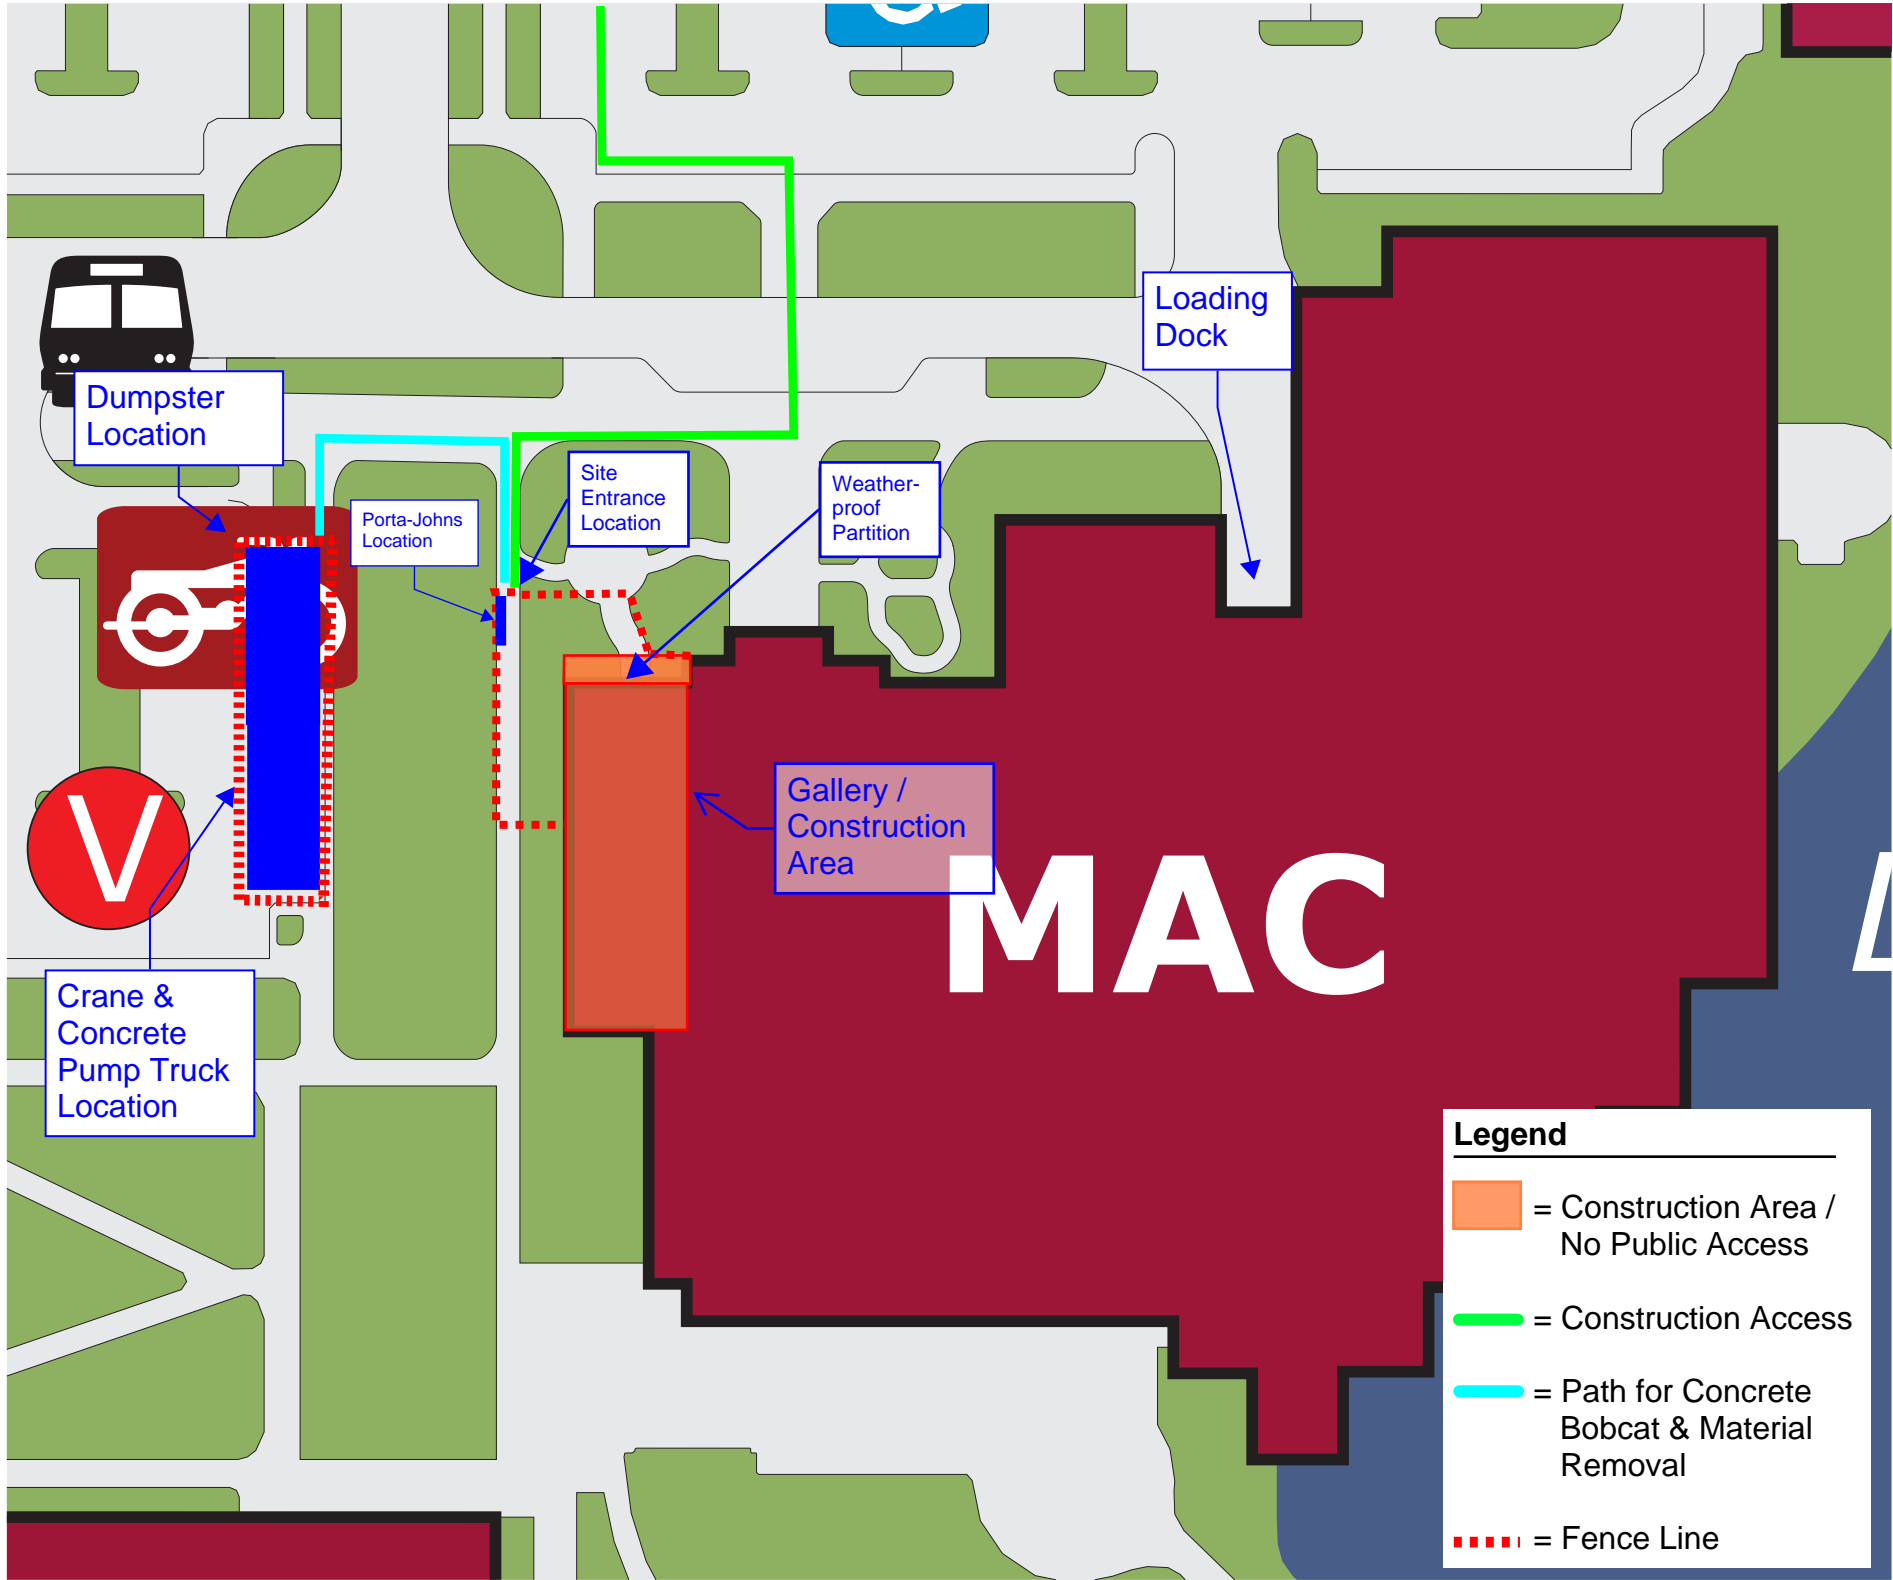 Loading
Dock
Dumpster
Location
Site
Entrance
Location
Weather-
proof
Partition
Porta-Johns
Location
V
Gallery /
Construction
Area
MAC
Crane &
Concrete
Pump Truck
Location
Legend
= Construction Area /
No Public Access
= Construction Access
= Path for Concrete
Bobcat & Material
Removal
= Fence Line